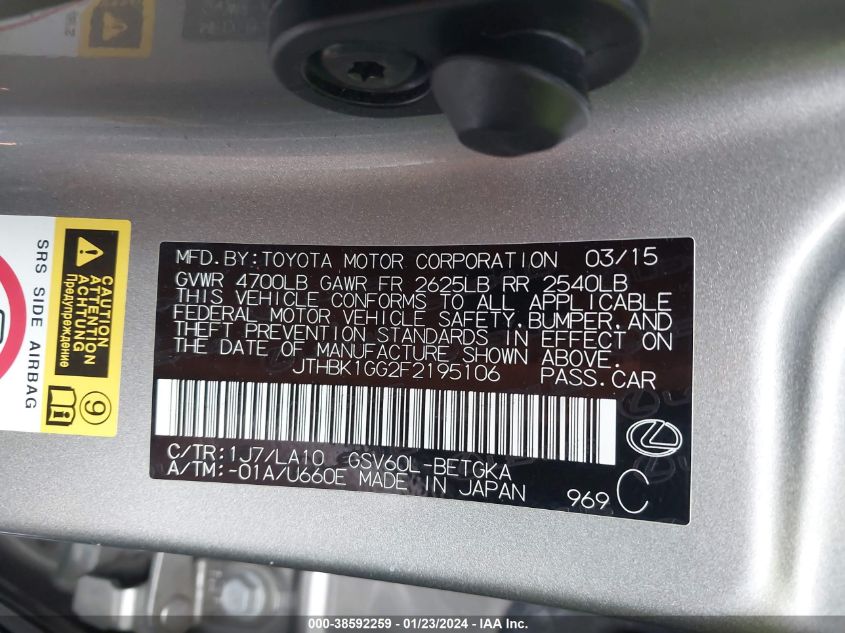 MFD.BY:TOYOTA MOTOR CORPORATION 03/15
GVWR 4700LB GAWR FR 2625LB RR 2540LB
THIS VEHICLE CONFORMS TO ALL APPLICABLE
FEDERAL MOTOR VEHICLE SAFETY,BUMPER,AND
THEFT PREVENTION STANDARDS IN EFFECT ON
THE DATE OF MANUFACTURE SHOWN ABOVE.
JTHBK1GG2F2195106 PASS.CAR
C/TR:1J7/LA10 GSV60L-BETGKA
A/TM:-01A/U660E MADE IN JAPAN 969 C
SRS SIDE AIRBAG
CAUTION
ATTENTION
ACHTUNG
Предупреждение
9
000-38592259 - 01/23/2024 - IAAI.com